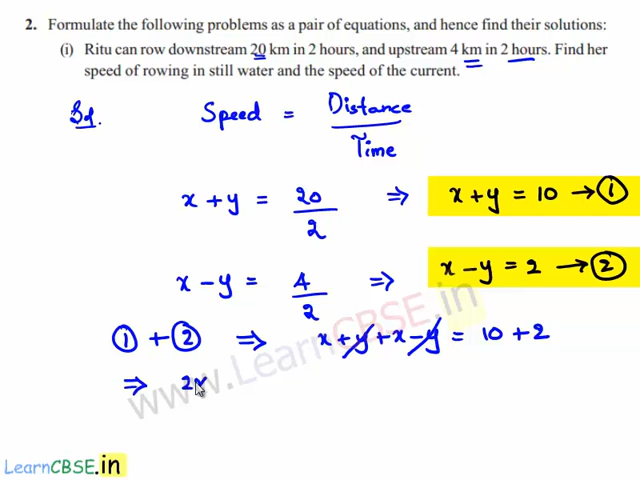 2. Formulate the following problems as a pair of equations, and hence find their solutions:
(i) Ritu can row downstream 20 km in 2 hours, and upstream 4 km in 2 hours. Find her
speed of rowing in still water and the speed of the current.
Sol. Speed = Distance / Time
x + y = 20 / 2 ⇒ x + y = 10 → ①
x − y = 4 / 2 ⇒ x − y = 2 → ②
① + ② ⇒ x + y + x − y = 10 + 2
⇒ 2x
www.LearnCBSE.in
LearnCBSE.in